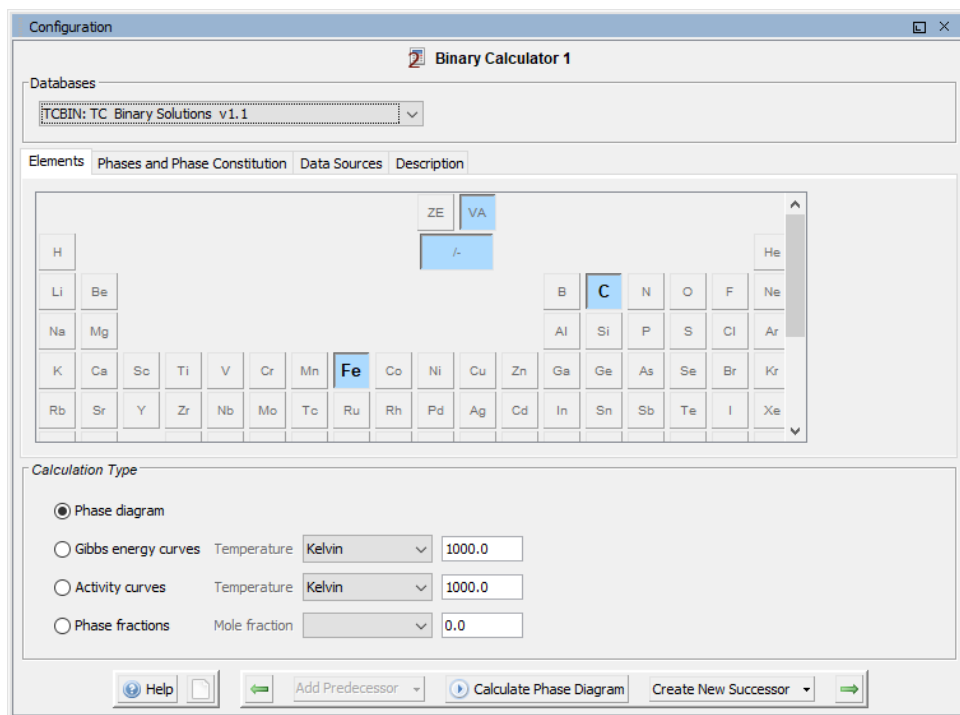 Configuration
Binary Calculator 1
Databases
TCBIN: TC Binary Solutions v1.1
Elements Phases and Phase Constitution Data Sources Description
ZE VA
H /- He
Li Be B C N O F Ne
Na Mg Al Si P S Cl Ar
K Ca Sc Ti V Cr Mn Fe Co Ni Cu Zn Ga Ge As Se Br Kr
Rb Sr Y Zr Nb Mo Tc Ru Rh Pd Ag Cd In Sn Sb Te I Xe
Calculation Type
Phase diagram
Gibbs energy curves Temperature Kelvin 1000.0
Activity curves Temperature Kelvin 1000.0
Phase fractions Mole fraction 0.0
Help Add Predecessor Calculate Phase Diagram Create New Successor